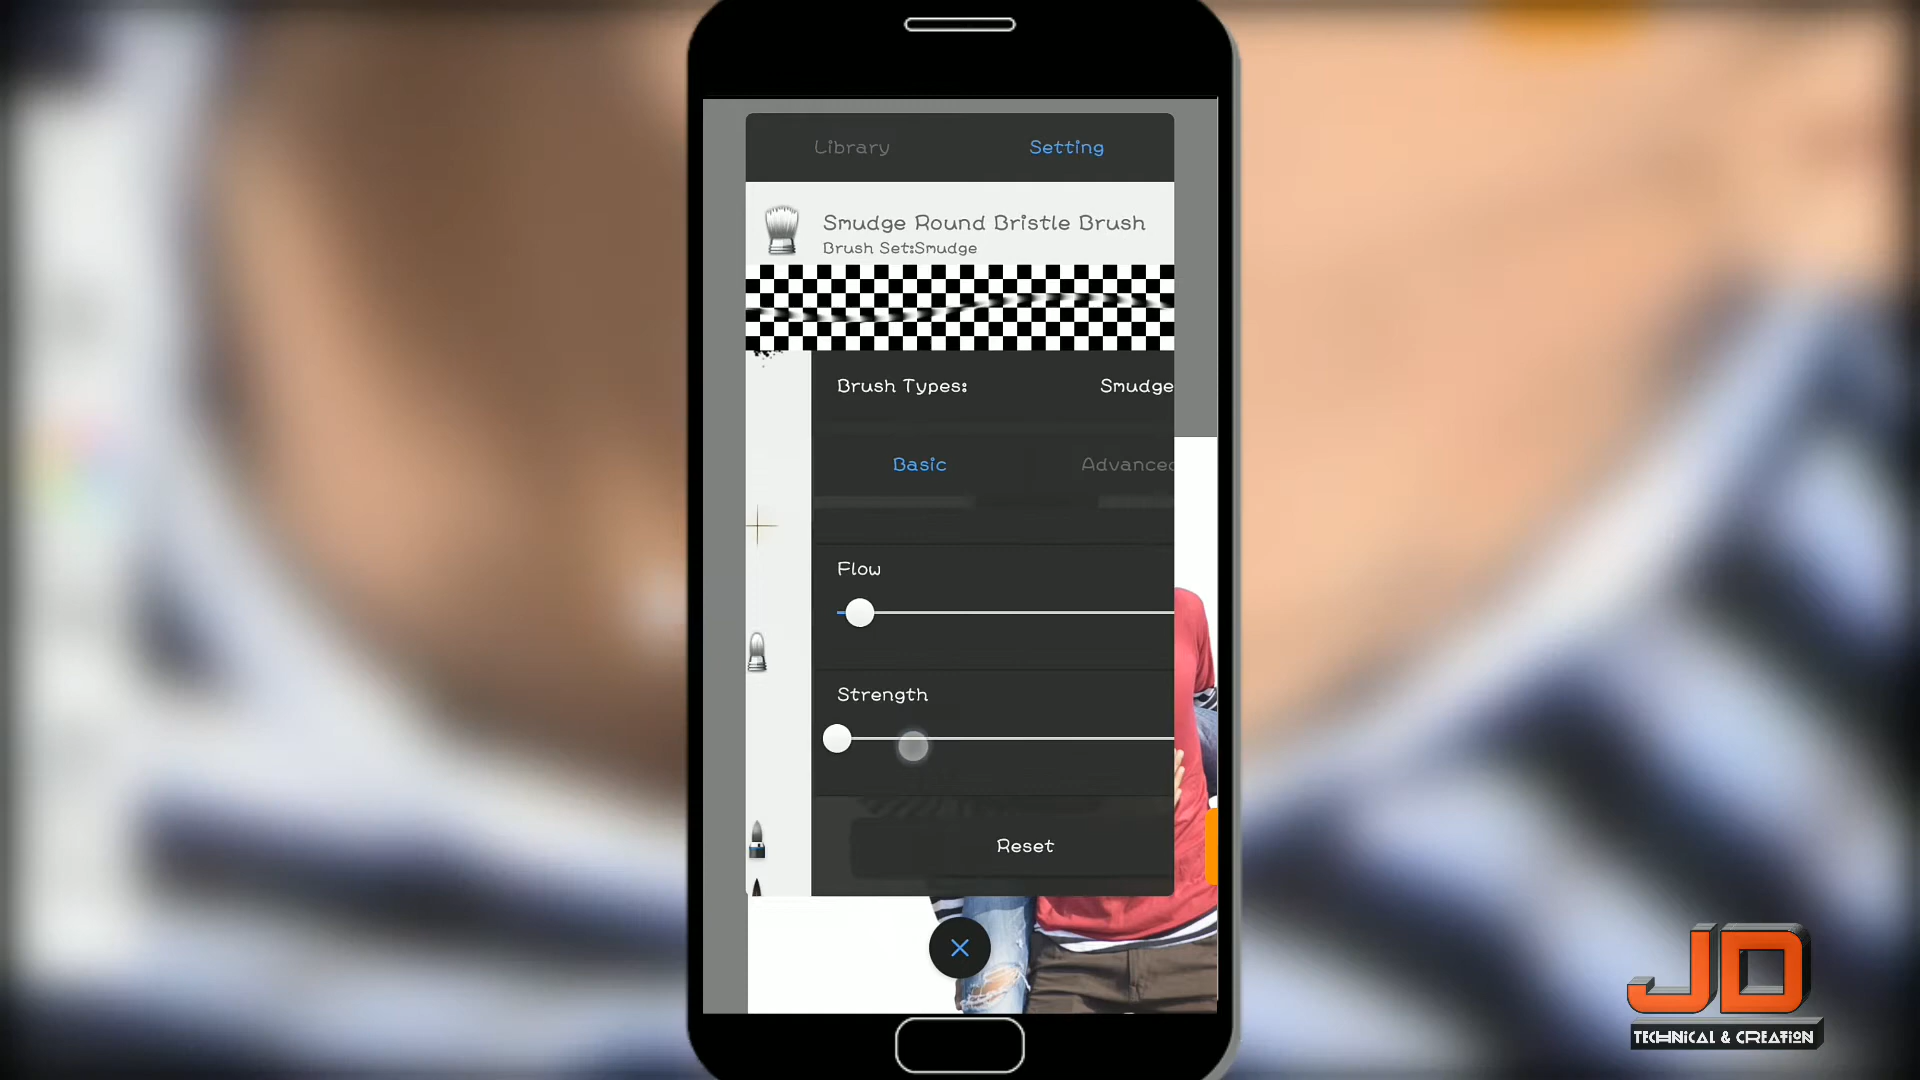 Library
Setting
Smudge Round Bristle Brush
Brush Set:Smudge
Brush Types:
Smudge
Basic
Advanced
Flow
Strength
Reset
JD
TECHNICAL & CREATION